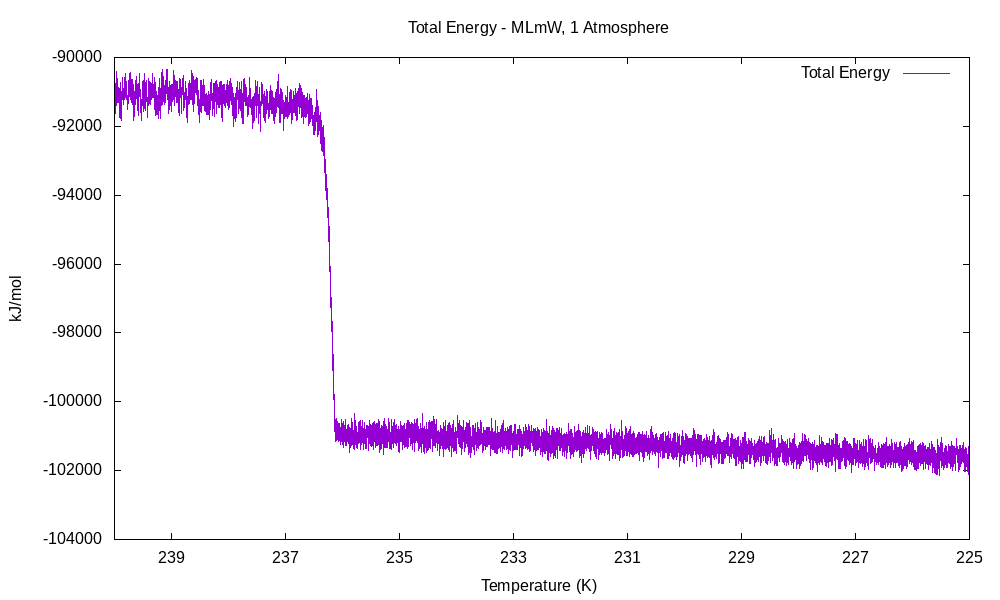 Total Energy - MLmW, 1 Atmosphere
-90000
Total Energy
-92000
-94000
-96000
kJ/mol
-98000
-100000
-102000
-104000
239 237 235 233 231 229 227 225
Temperature (K)